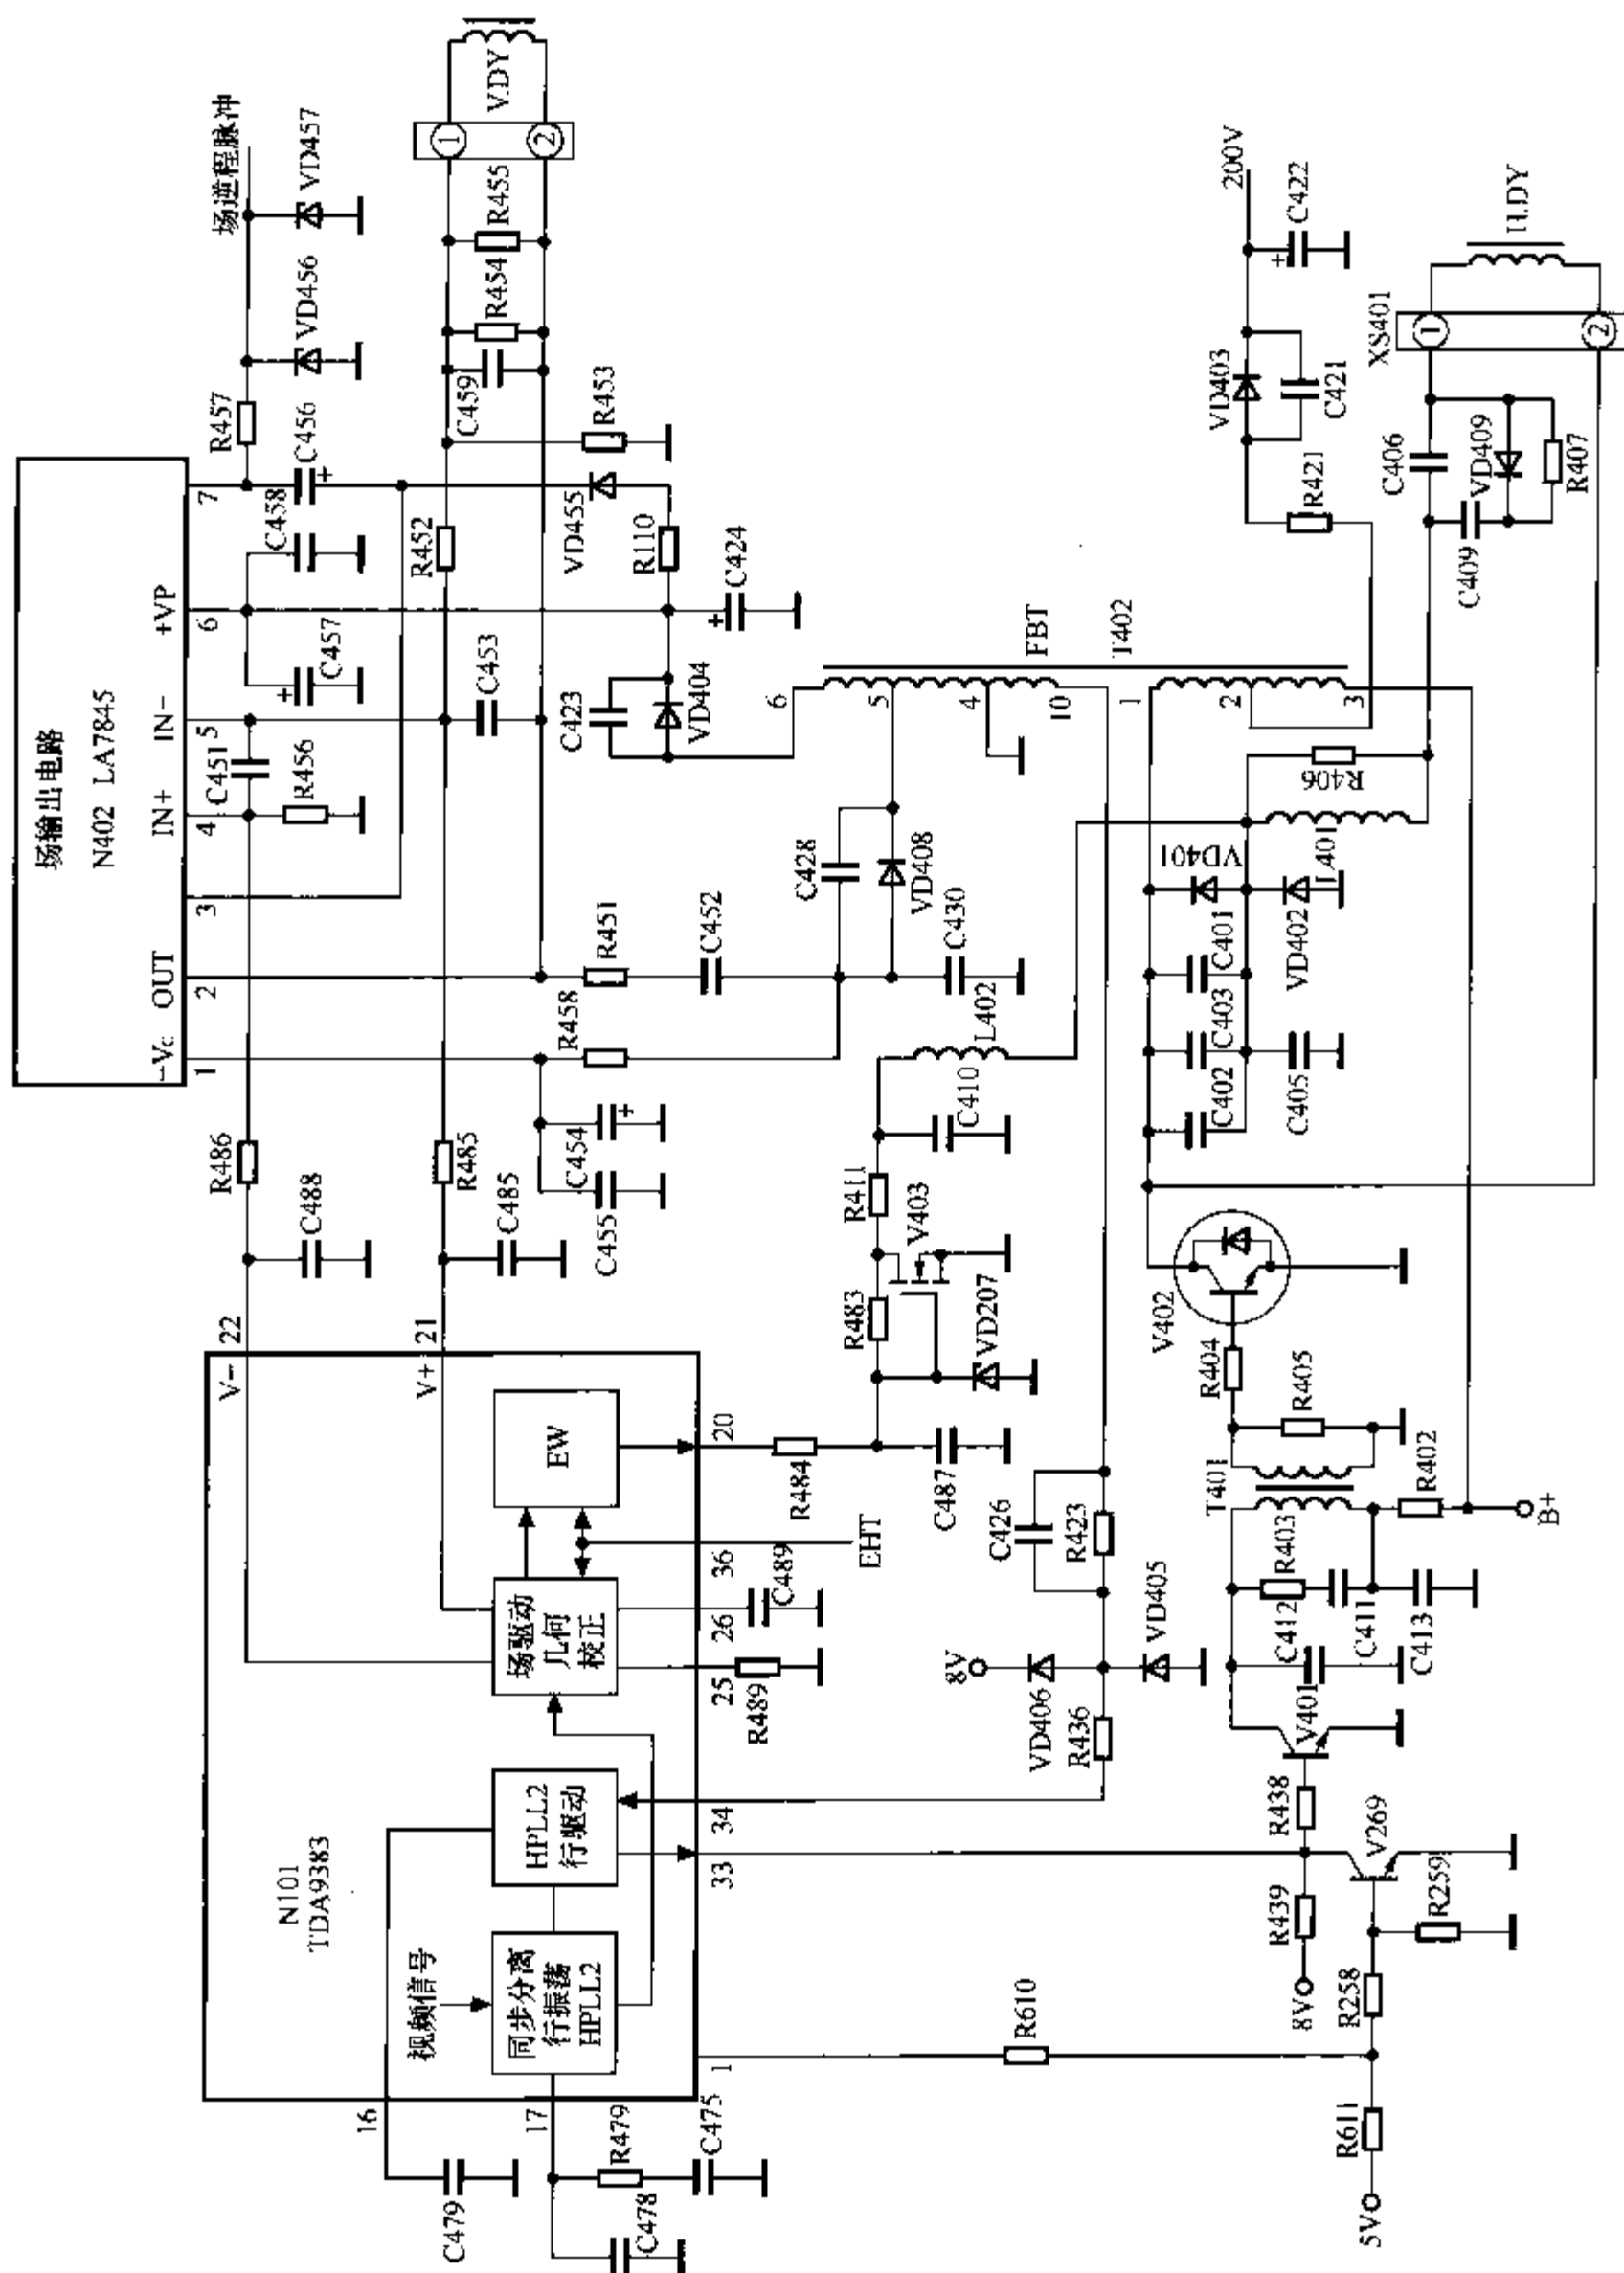 场输出电路
N402 LA7845
-Vc
OUT
IN+
IN-
+VP
1
2
3
4
5
6
7
场逆程脉冲
R457
VD456
VD457
C456
C458
C457
C451
R456
R452
C453
C459
R454
R455
R453
V.DY
1
2
VD455
R110
C424
C423
VD404
R451
C452
R458
C454
C455
C428
VD408
C430
L402
C410
R411
V403
R483
VD207
R486
C488
R485
C485
22
21
V-
V+
N101
TDA9383
视频信号
同步分离
行振荡
HPLL2
HPLL2
行驱动
场驱动
几何
校正
EW
EHT
20
36
26
25
34
33
1
16
17
R484
C487
C489
R489
C479
R479
C475
C478
C426
R423
VD405
VD406
8V
R436
FBT
T402
6
5
4
10
1
2
3
200V
C422
VD403
C421
R421
XS401
1
2
H.DY
C406
VD409
R407
C409
R406
L401
VD401
VD402
C401
C403
C402
C405
V402
R404
R405
T401
R402
B+
R403
C412
C411
C413
V401
R438
V269
R439
8V
R259
R258
R610
R611
5V